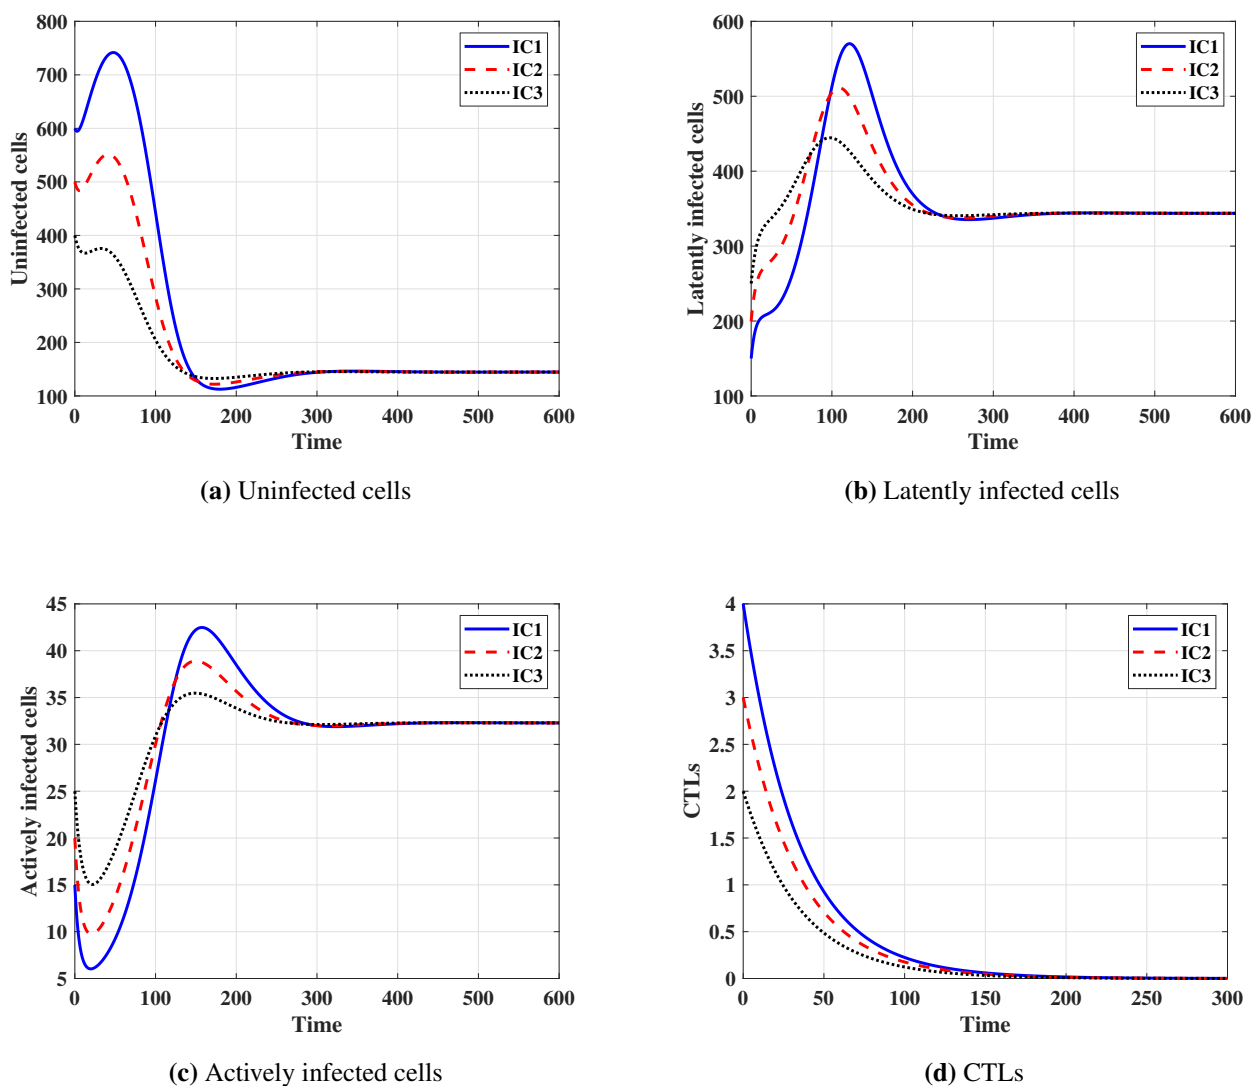 800
700
600
500
400
300
200
100
0 100 200 300 400 500 600
Uninfected cells
Time
IC1
IC2
IC3
(a) Uninfected cells
600
500
400
300
200
100
0 100 200 300 400 500 600
Latently infected cells
Time
IC1
IC2
IC3
(b) Latently infected cells
45
40
35
30
25
20
15
10
5
0 100 200 300 400 500 600
Actively infected cells
Time
IC1
IC2
IC3
(c) Actively infected cells
4
3.5
3
2.5
2
1.5
1
0.5
0
0 50 100 150 200 250 300
CTLs
Time
IC1
IC2
IC3
(d) CTLs